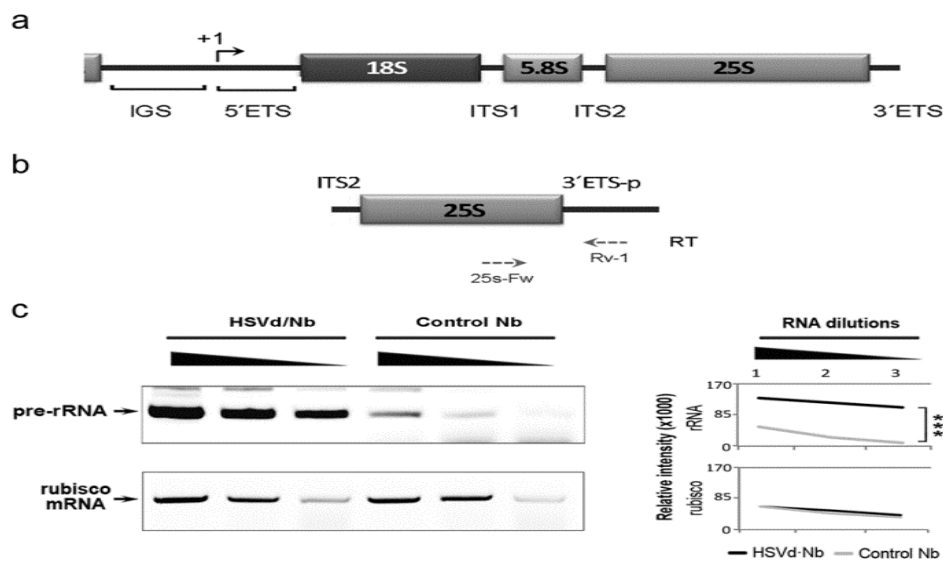 a
+1
18S 5.8S 25S
IGS 5´ETS ITS1 ITS2 3´ETS
b
ITS2 3´ETS-p
25S
RT
Rv-1
25s-Fw
c
HSVd/Nb Control Nb RNA dilutions
1 2 3
pre-rRNA
rubisco
mRNA
Relative intensity (x1000)
rRNA
170
85
0
***
rubisco
170
85
0
HSVd·Nb Control Nb